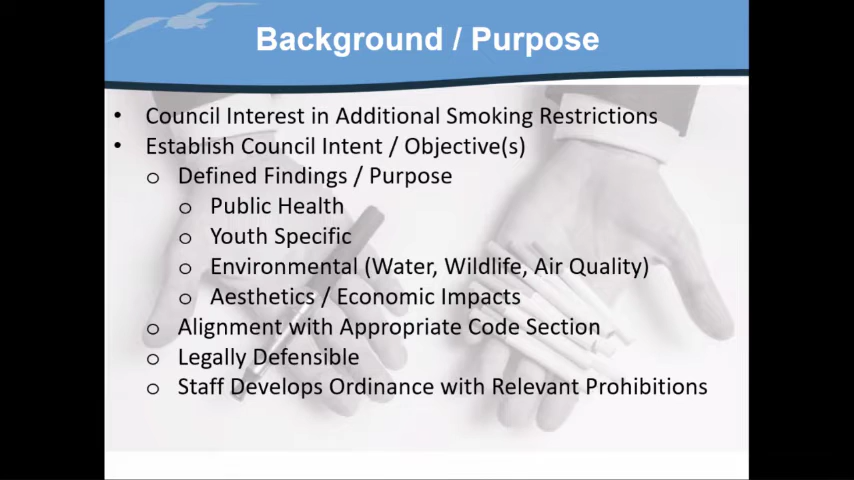 Background / Purpose
• Council Interest in Additional Smoking Restrictions
• Establish Council Intent / Objective(s)
o Defined Findings / Purpose
o Public Health
o Youth Specific
o Environmental (Water, Wildlife, Air Quality)
o Aesthetics / Economic Impacts
o Alignment with Appropriate Code Section
o Legally Defensible
o Staff Develops Ordinance with Relevant Prohibitions